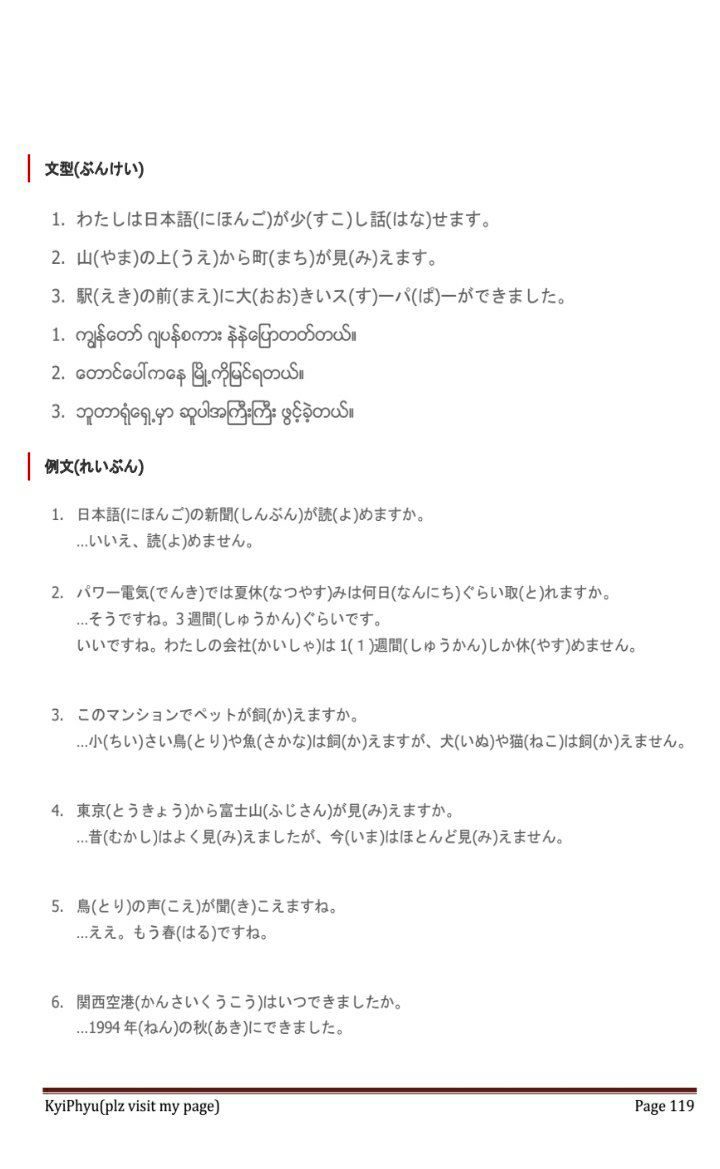 文型(ぶんけい)
1. わたしは日本語(にほんご)が少(すこ)し話(はな)せます。
2. 山(やま)の上(うえ)から町(まち)が見(み)えます。
3. 駅(えき)の前(まえ)に大(おお)きいス(す)ーパ(ぱ)ーができました。
1. ကျွန်တော် ဂျပန်စကား နဲနဲပြောတတ်တယ်။
2. တောင်ပေါ်ကနေ မြို့ကိုမြင်ရတယ်။
3. ဘူတာရုံရှေ့မှာ ဆူပါအကြီးကြီး ဖွင့်ခဲ့တယ်။
例文(れいぶん)
1. 日本語(にほんご)の新聞(しんぶん)が読(よ)めますか。
…いいえ、読(よ)めません。
2. パワー電気(でんき)では夏休(なつやす)みは何日(なんにち)ぐらい取(と)れますか。
…そうですね。3週間(しゅうかん)ぐらいです。
いいですね。わたしの会社(かいしゃ)は 1(１)週間(しゅうかん)しか休(やす)めません。
3. このマンションでペットが飼(か)えますか。
…小(ちい)さい鳥(とり)や魚(さかな)は飼(か)えますが、犬(いぬ)や猫(ねこ)は飼(か)えません。
4. 東京(とうきょう)から富士山(ふじさん)が見(み)えますか。
…昔(むかし)はよく見(み)えましたが、今(いま)はほとんど見(み)えません。
5. 鳥(とり)の声(こえ)が聞(き)こえますね。
…ええ。もう春(はる)ですね。
6. 関西空港(かんさいくうこう)はいつできましたか。
…1994年(ねん)の秋(あき)にできました。
KyiPhyu(plz visit my page) Page 119